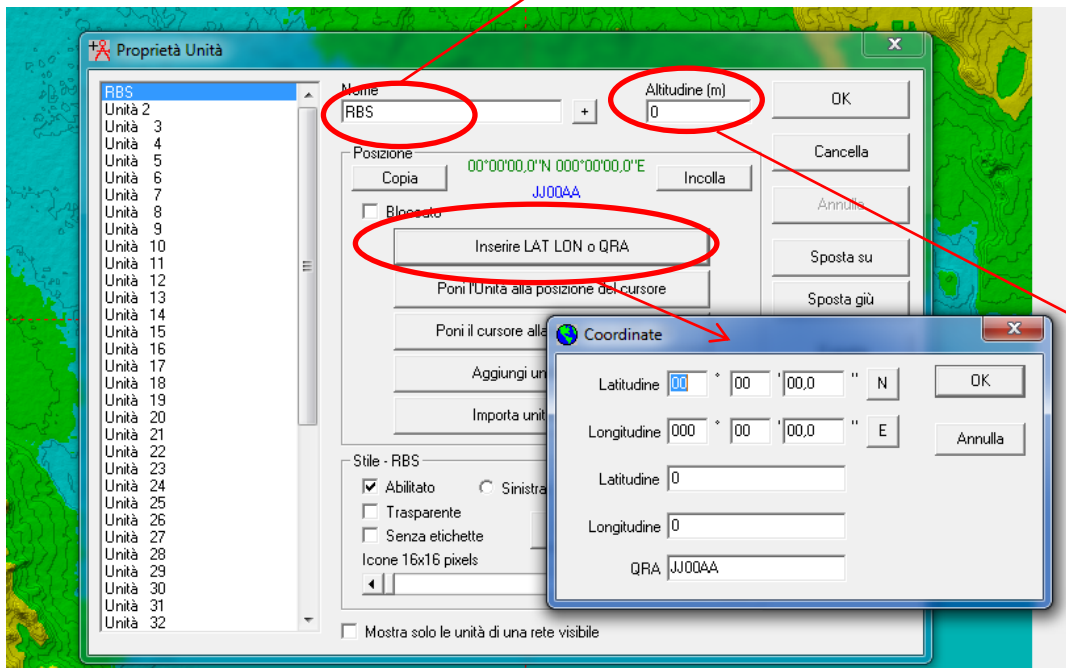 Proprietà Unità
RBS
Unità 2
Unità 3
Unità 4
Unità 5
Unità 6
Unità 7
Unità 8
Unità 9
Unità 10
Unità 11
Unità 12
Unità 13
Unità 14
Unità 15
Unità 16
Unità 17
Unità 18
Unità 19
Unità 20
Unità 21
Unità 22
Unità 23
Unità 24
Unità 25
Unità 26
Unità 27
Unità 28
Unità 29
Unità 30
Unità 31
Unità 32
Nome
RBS
+
Altitudine (m)
0
OK
Cancella
Annulla
Sposta su
Sposta giù
Posizione
Copia
00°00'00,0"N 000°00'00,0"E
JJ00AA
Incolla
Bloccato
Inserire LAT LON o QRA
Poni l'Unità alla posizione del cursore
Poni il cursore alla
Aggiungi un
Importa unit
Stile - RBS
Abilitato
Sinistra
Trasparente
Senza etichette
Icone 16x16 pixels
Mostra solo le unità di una rete visibile
Coordinate
Latitudine 00 ° 00 ' 00,0 " N
OK
Longitudine 000 ° 00 ' 00,0 " E
Annulla
Latitudine 0
Longitudine 0
QRA JJ00AA